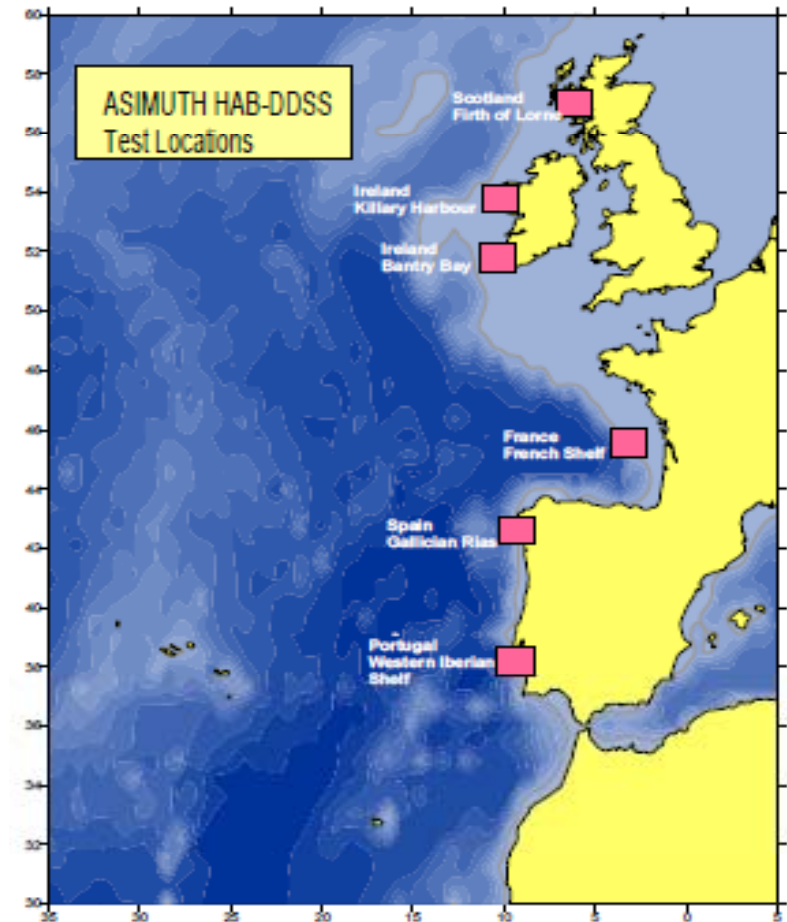 ASIMUTH HAB-DDSS
Test Locations
Scotland
Firth of Lorne
Ireland
Killary Harbour
Ireland
Bantry Bay
France
French Shelf
Spain
Gallician Rias
Portugal
Western Iberian
Shelf
60
58
56
54
52
50
48
46
44
42
40
38
36
34
32
30
35
30
25
20
15
10
5
0
5